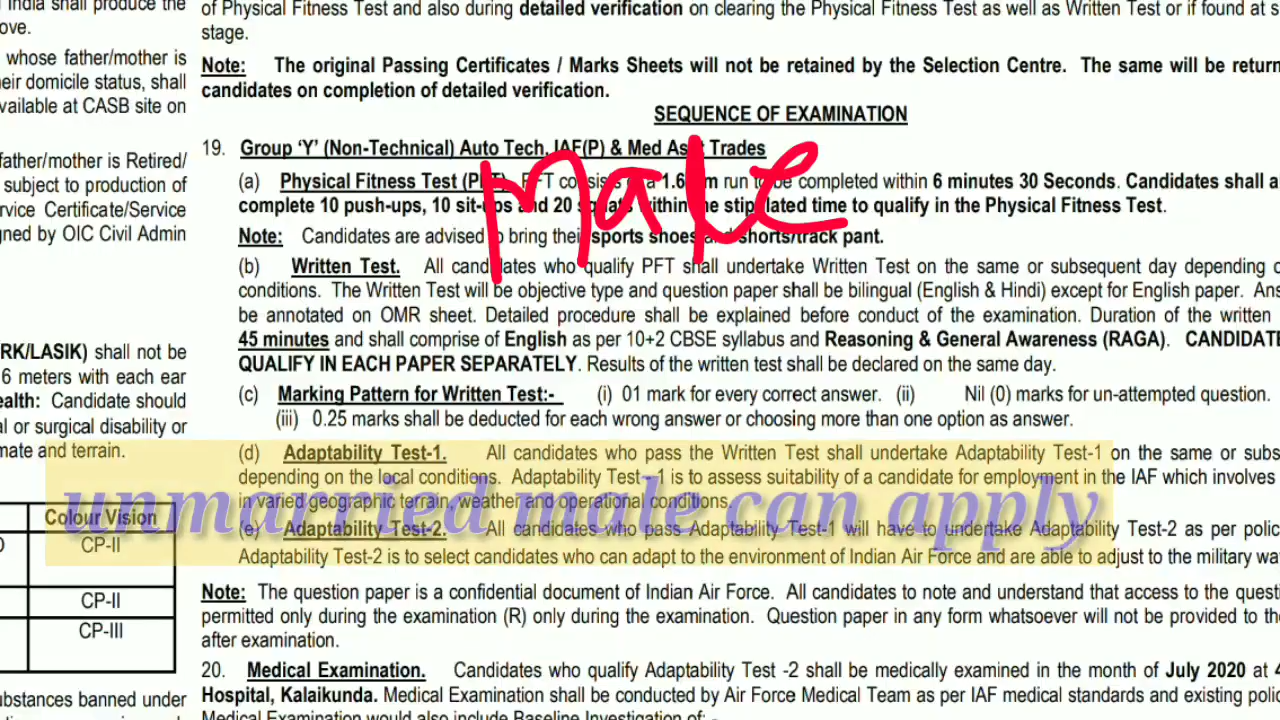 India shall produce the
ove.
whose father/mother is
eir domicile status, shall
vailable at CASB site on
father/mother is Retired/
subject to production of
rvice Certificate/Service
gned by OIC Civil Admin
RK/LASIK) shall not be
6 meters with each ear
ealth: Candidate should
al or surgical disability or
mate and terrain.
Colour Vision
CP-II
CP-II
CP-III
ubstances banned under
of Physical Fitness Test and also during detailed verification on clearing the Physical Fitness Test as well as Written Test or if found at
stage.
Note: The original Passing Certificates / Marks Sheets will not be retained by the Selection Centre. The same will be return
candidates on completion of detailed verification.
SEQUENCE OF EXAMINATION
19. Group 'Y' (Non-Technical) Auto Tech, IAF(P) & Med Trades
(a) Physical Fitness Test run to be completed within 6 minutes 30 Seconds. Candidates shall al
complete 10 push-ups, 10 sit-ups and 20 within the stipulated time to qualify in the Physical Fitness Test.
Note: Candidates are advised to bring their sports shoes and shorts/track pant.
(b) Written Test. All candidates who qualify PFT shall undertake Written Test on the same or subsequent day depending o
conditions. The Written Test will be objective type and question paper shall be bilingual (English & Hindi) except for English paper. Ans
be annotated on OMR sheet. Detailed procedure shall be explained before conduct of the examination. Duration of the written
45 minutes and shall comprise of English as per 10+2 CBSE syllabus and Reasoning & General Awareness (RAGA). CANDIDATE
QUALIFY IN EACH PAPER SEPARATELY. Results of the written test shall be declared on the same day.
(c) Marking Pattern for Written Test:- (i) 01 mark for every correct answer. (ii) Nil (0) marks for un-attempted question.
(iii) 0.25 marks shall be deducted for each wrong answer or choosing more than one option as answer.
(d) Adaptability Test-1. All candidates who pass the Written Test shall undertake Adaptability Test-1 on the same or subs
depending on the local conditions. Adaptability Test -1 is to assess suitability of a candidate for employment in the IAF which involves
in varied geographic terrain, weather and operational conditions.
(e) Adaptability Test-2. All candidates who pass Adaptability Test-1 will have to undertake Adaptability Test-2 as per polic
Adaptability Test-2 is to select candidates who can adapt to the environment of Indian Air Force and are able to adjust to the military wa
Note: The question paper is a confidential document of Indian Air Force. All candidates to note and understand that access to the questi
permitted only during the examination (R) only during the examination. Question paper in any form whatsoever will not be provided to the
after examination.
20. Medical Examination. Candidates who qualify Adaptability Test -2 shall be medically examined in the month of July 2020 at 4
Hospital, Kalaikunda. Medical Examination shall be conducted by Air Force Medical Team as per IAF medical standards and existing polic
Medical Examination would also include Baseline Investigation of: -
male
unmarried male can apply